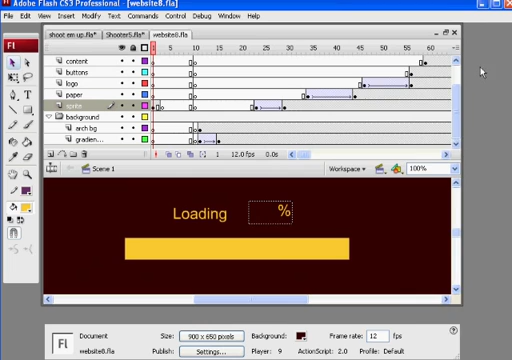 Adobe Flash CS3 Professional - [website8.fla]
File Edit View Insert Modify Text Commands Control Debug Window Help
shoot em up.fla* Shooter5.fla* website8.fla*
1 5 10 15 20 25 30 35 40 45 50 55 60
content
buttons
logo
paper
sprite
background
arch bg
gradien...
1 12.0 fps 0.0s
Scene 1 Workspace 100%
Loading %
Document Size: 900 x 650 pixels Background: Frame rate: 12 fps
website8.fla Publish: Settings... Player: 9 ActionScript: 2.0 Profile: Default
Fl
Fl